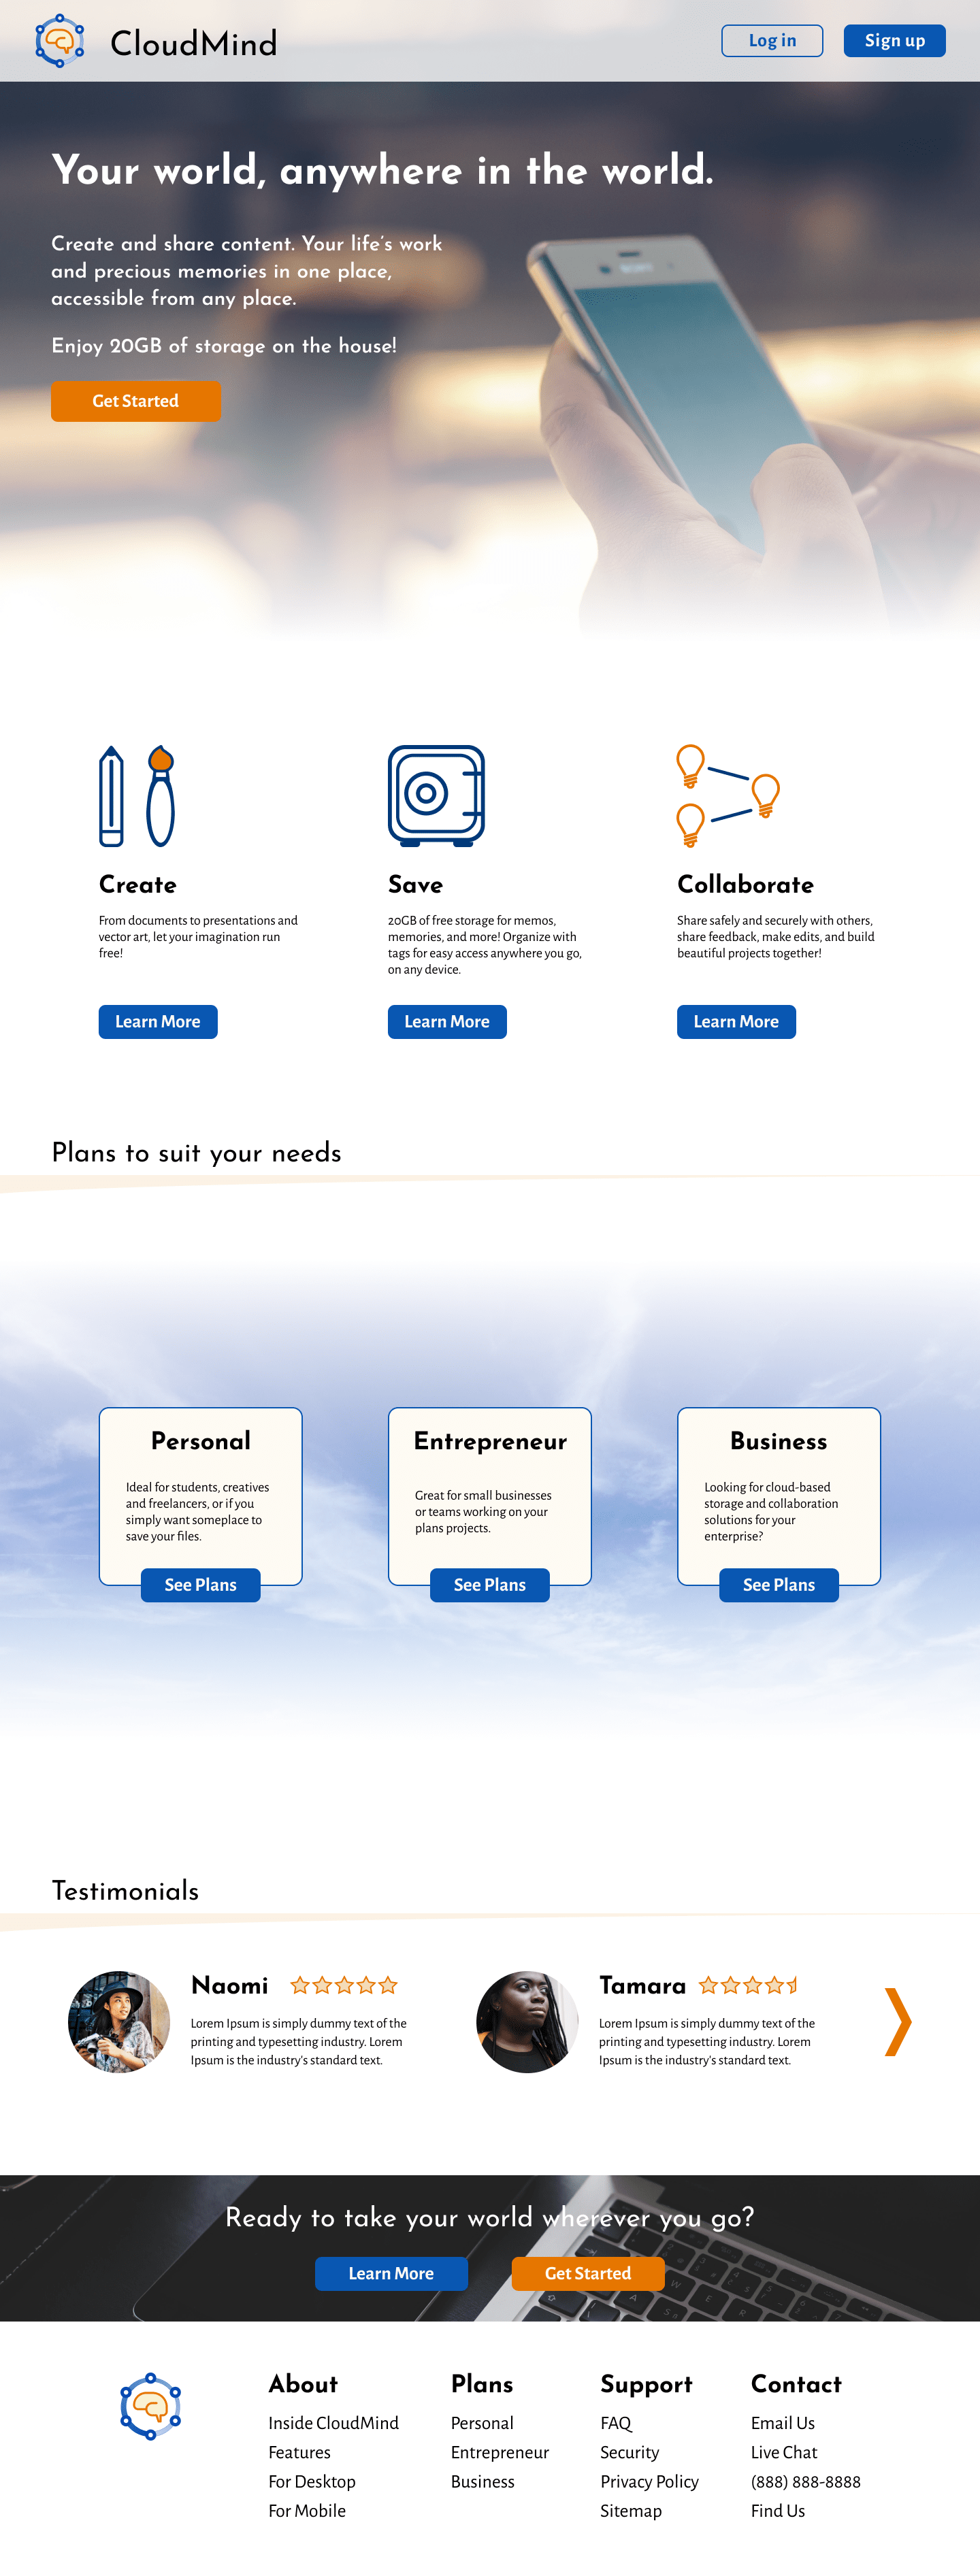 CloudMind
Log in
Sign up
Your world, anywhere in the world.
Create and share content. Your life's work
and precious memories in one place,
accessible from any place.
Enjoy 20GB of storage on the house!
Get Started
Create
From documents to presentations and
vector art, let your imagination run
free!
Learn More
Save
20GB of free storage for memos,
memories, and more! Organize with
tags for easy access anywhere you go,
on any device.
Learn More
Collaborate
Share safely and securely with others,
share feedback, make edits, and build
beautiful projects together!
Learn More
Plans to suit your needs
Personal
Ideal for students, creatives
and freelancers, or if you
simply want someplace to
save your files.
See Plans
Entrepreneur
Great for small businesses
or teams working on your
plans projects.
See Plans
Business
Looking for cloud-based
storage and collaboration
solutions for your
enterprise?
See Plans
Testimonials
Naomi
Lorem Ipsum is simply dummy text of the
printing and typesetting industry. Lorem
Ipsum is the industry's standard text.
Tamara
Lorem Ipsum is simply dummy text of the
printing and typesetting industry. Lorem
Ipsum is the industry's standard text.
Ready to take your world wherever you go?
Learn More
Get Started
About
Inside CloudMind
Features
For Desktop
For Mobile
Plans
Personal
Entrepreneur
Business
Support
FAQ
Security
Privacy Policy
Sitemap
Contact
Email Us
Live Chat
(888) 888-8888
Find Us